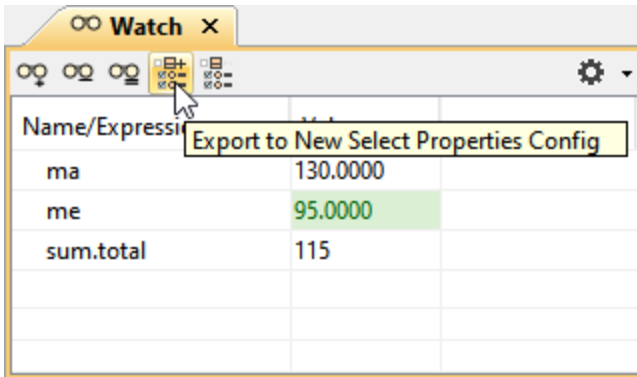 Watch
Name/Expressi
Export to New Select Properties Config
ma 130.0000
me 95.0000
sum.total 115